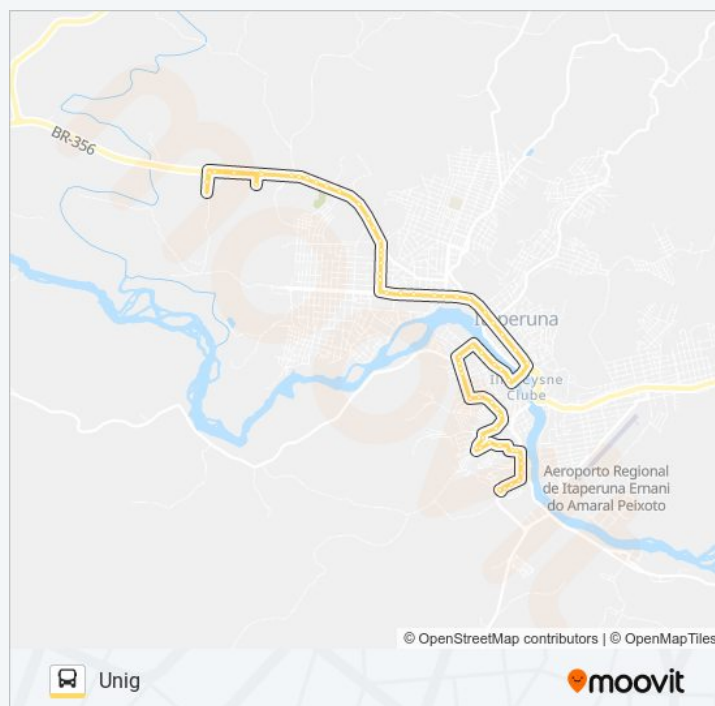 BR-356
Itaperuna
Clube
Aeroporto Regional
de Itaperuna Ernani
do Amaral Peixoto
© OpenStreetMap contributors | © OpenMapTiles
Unig
moovit